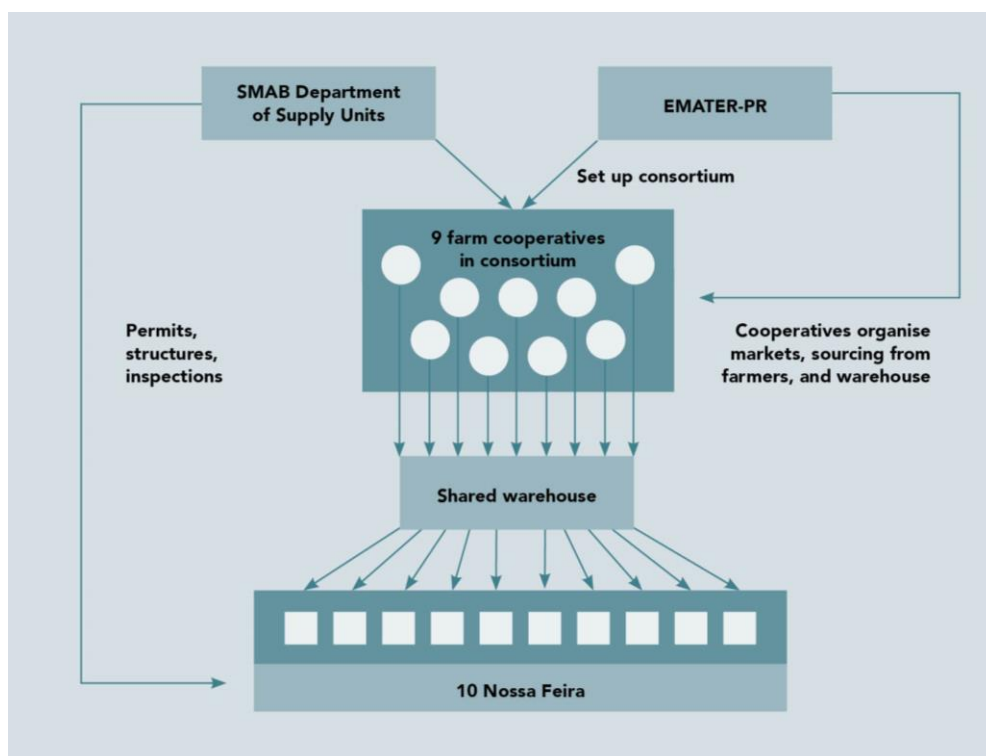 SMAB Department
of Supply Units
EMATER-PR
Set up consortium
9 farm cooperatives
in consortium
Permits,
structures,
inspections
Cooperatives organise
markets, sourcing from
farmers, and warehouse
Shared warehouse
10 Nossa Feira